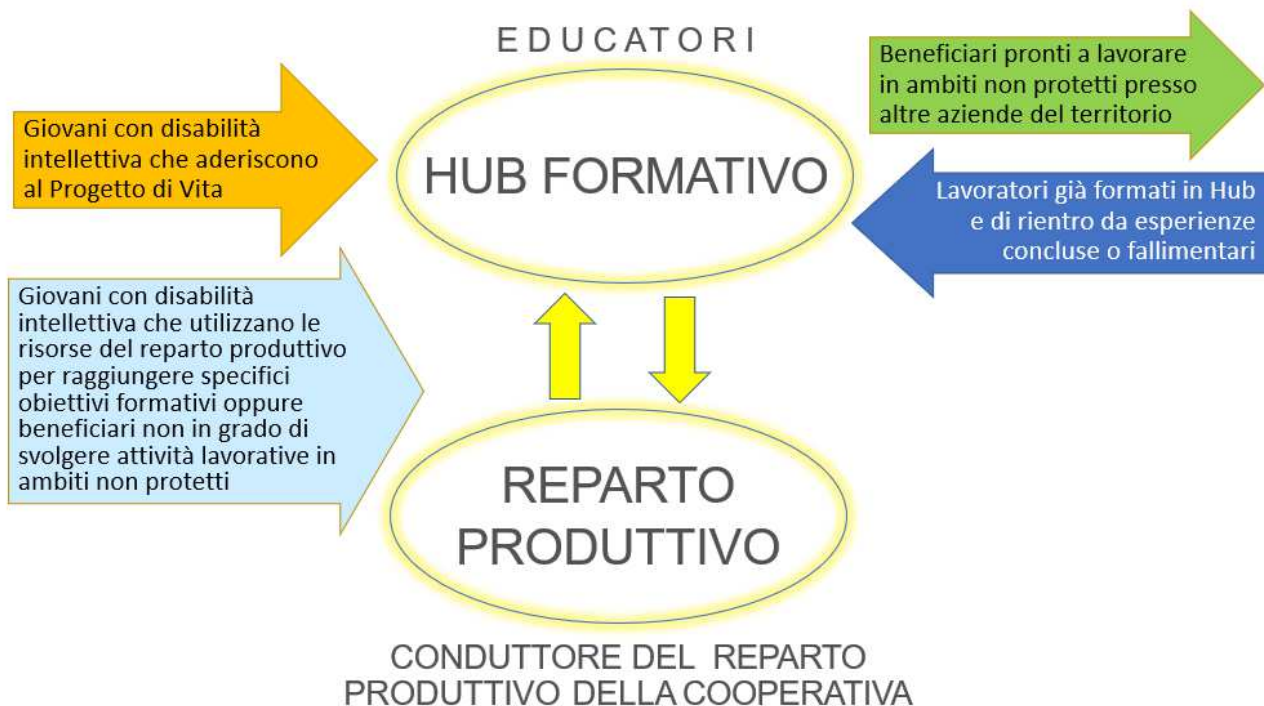 EDUCATORI
HUB FORMATIVO
Giovani con disabilità
intellettiva che aderiscono
al Progetto di Vita
Beneficiari pronti a lavorare
in ambiti non protetti presso
altre aziende del territorio
Lavoratori già formati in Hub
e di rientro da esperienze
concluse o fallimentari
Giovani con disabilità
intellettiva che utilizzano le
risorse del reparto produttivo
per raggiungere specifici
obiettivi formativi oppure
beneficiari non in grado di
svolgere attività lavorative in
ambiti non protetti
REPARTO
PRODUTTIVO
CONDUTTORE DEL REPARTO
PRODUTTIVO DELLA COOPERATIVA